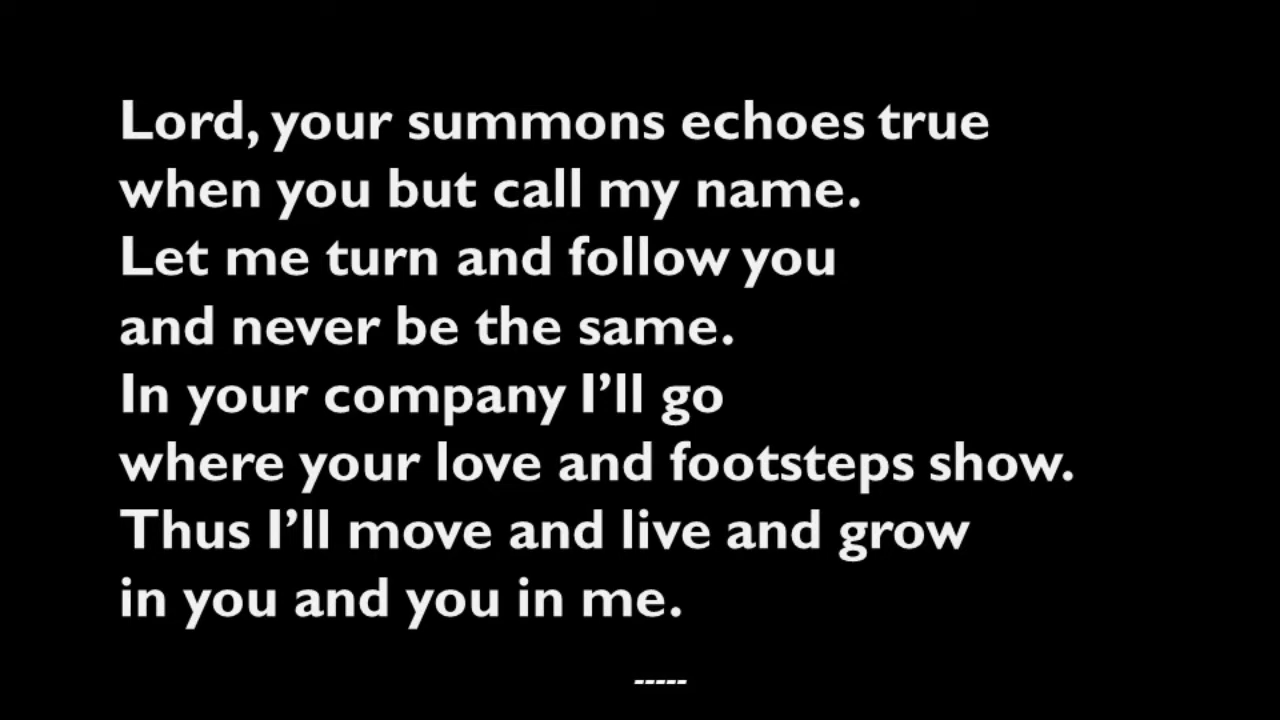 Lord, your summons echoes true
when you but call my name.
Let me turn and follow you
and never be the same.
In your company I’ll go
where your love and footsteps show.
Thus I’ll move and live and grow
in you and you in me.
-----